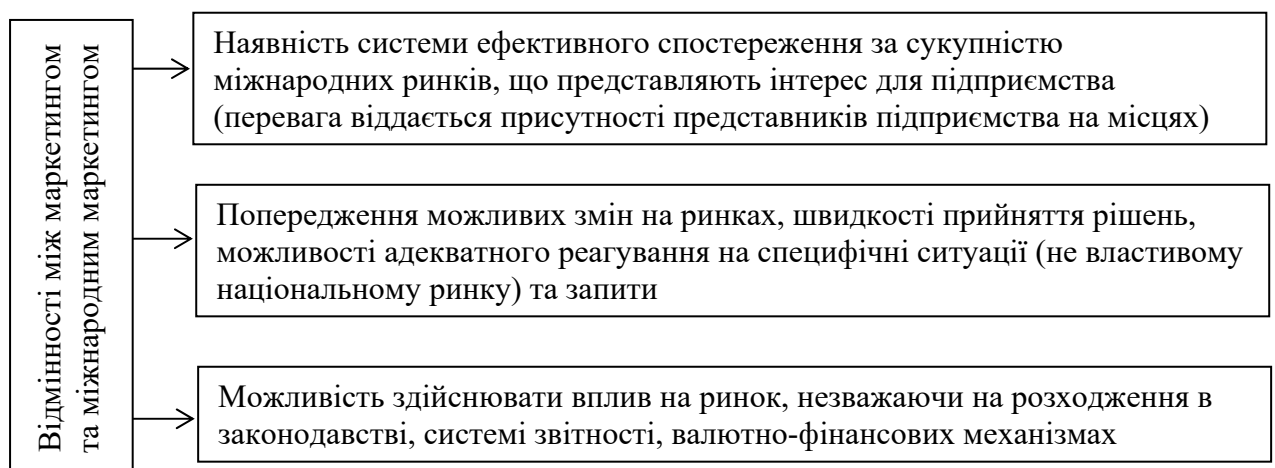 Відмінності між маркетингом
та міжнародним маркетингом
Наявність системи ефективного спостереження за сукупністю
міжнародних ринків, що представляють інтерес для підприємства
(перевага віддається присутності представників підприємства на місцях)
Попередження можливих змін на ринках, швидкості прийняття рішень,
можливості адекватного реагування на специфічні ситуації (не властивому
національному ринку) та запити
Можливість здійснювати вплив на ринок, незважаючи на розходження в
законодавстві, системі звітності, валютно-фінансових механізмах